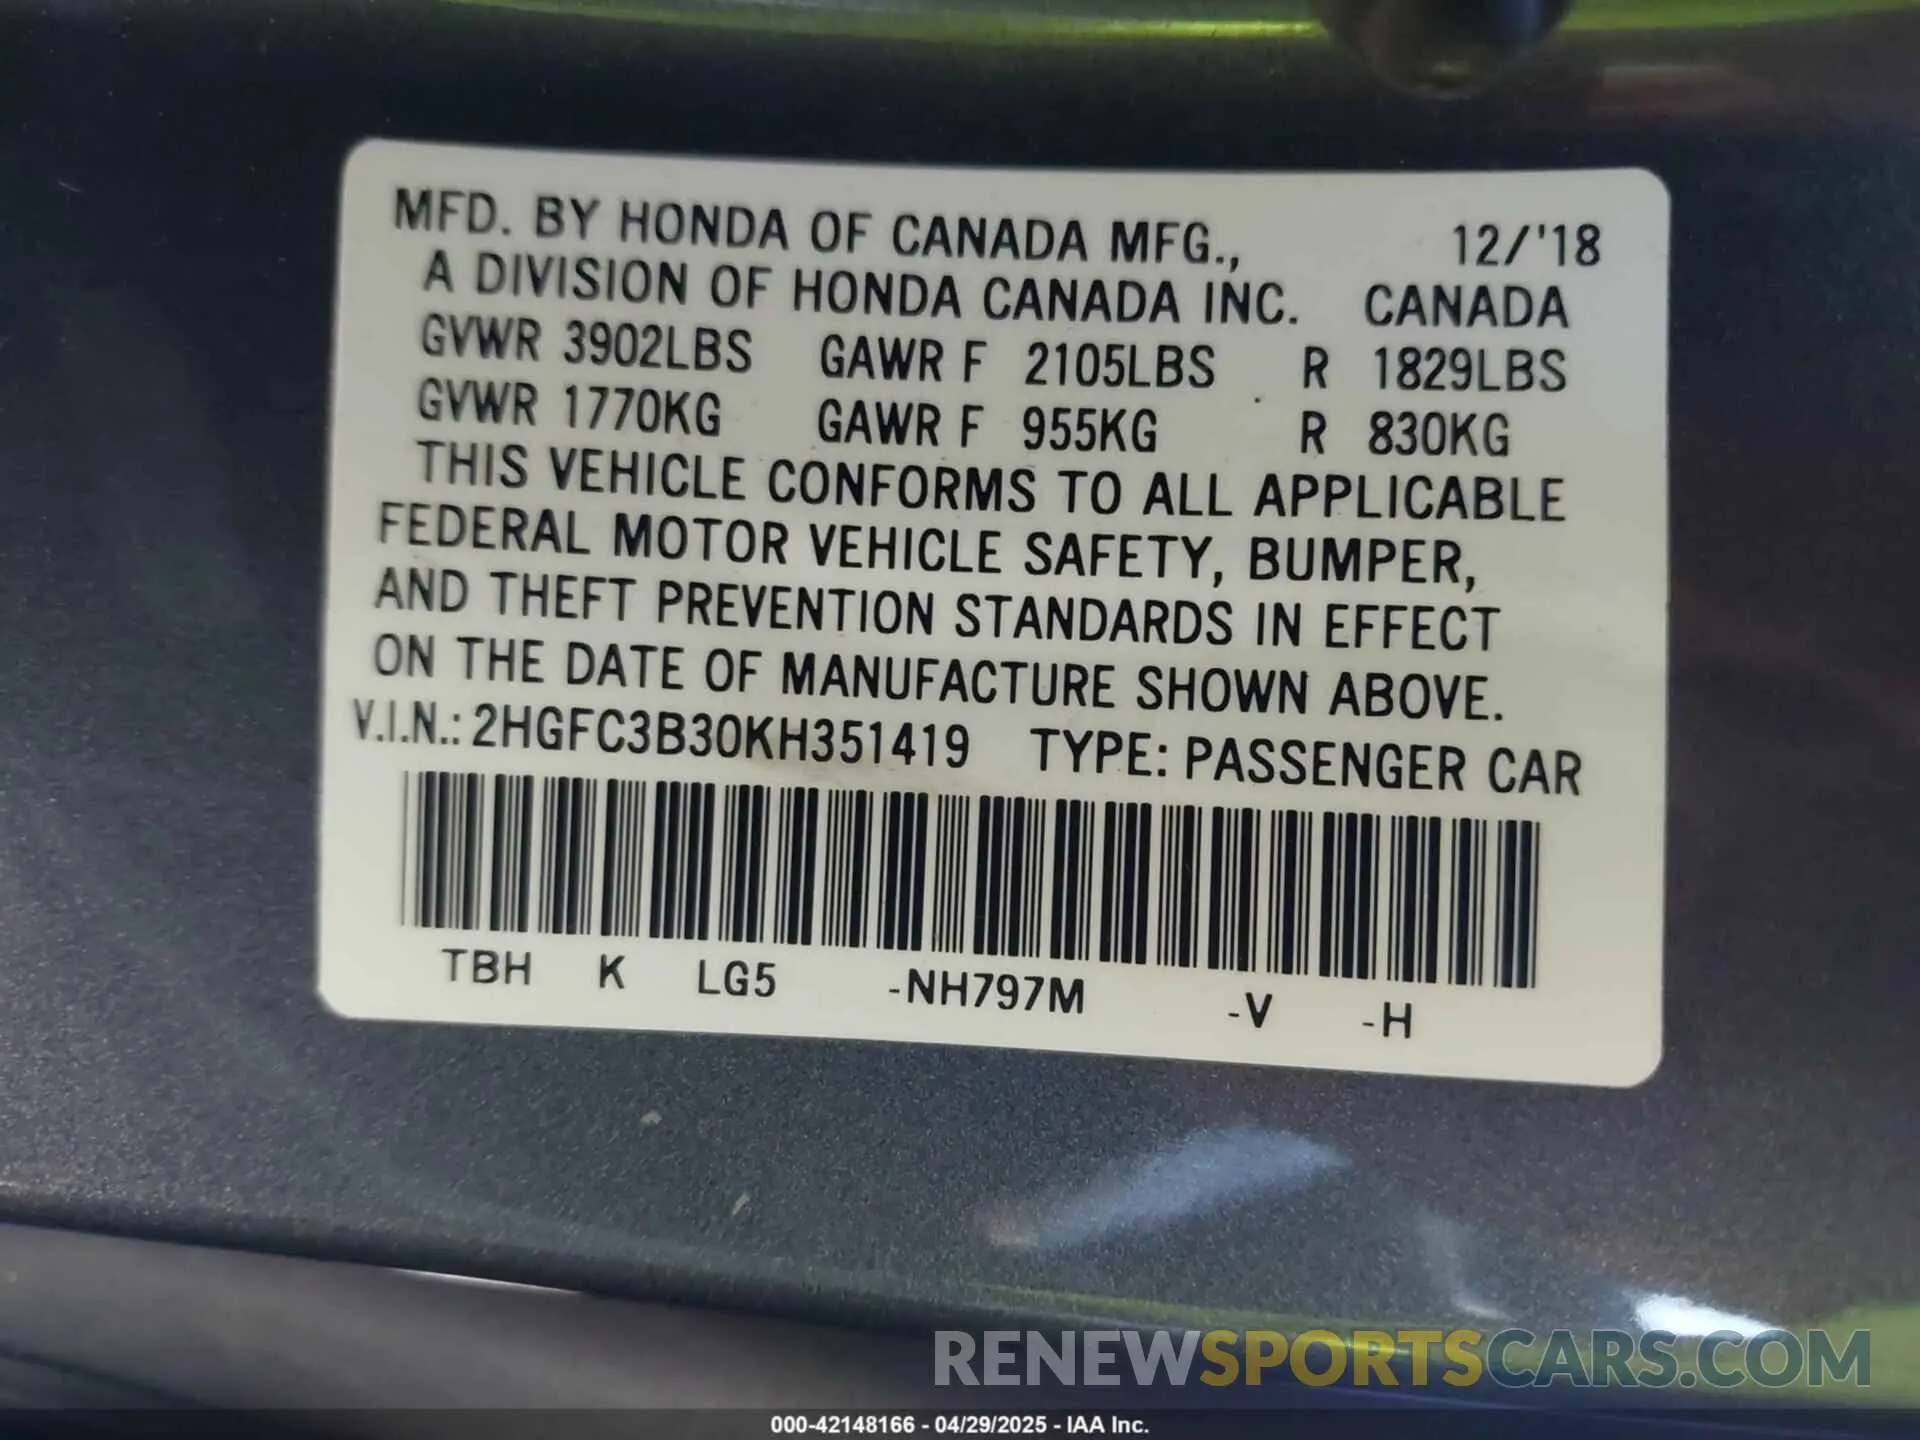 MFD. BY HONDA OF CANADA MFG., 12/'18
A DIVISION OF HONDA CANADA INC. CANADA
GVWR 3902LBS GAWR F 2105LBS R 1829LBS
GVWR 1770KG GAWR F 955KG R 830KG
THIS VEHICLE CONFORMS TO ALL APPLICABLE
FEDERAL MOTOR VEHICLE SAFETY, BUMPER,
AND THEFT PREVENTION STANDARDS IN EFFECT
ON THE DATE OF MANUFACTURE SHOWN ABOVE.
V.I.N.: 2HGFC3B30KH351419 TYPE: PASSENGER CAR
TBH K LG5 -NH797M -V -H
RENEWSPORTSCARS.COM
000-42148166 - 04/29/2025 - IAA Inc.